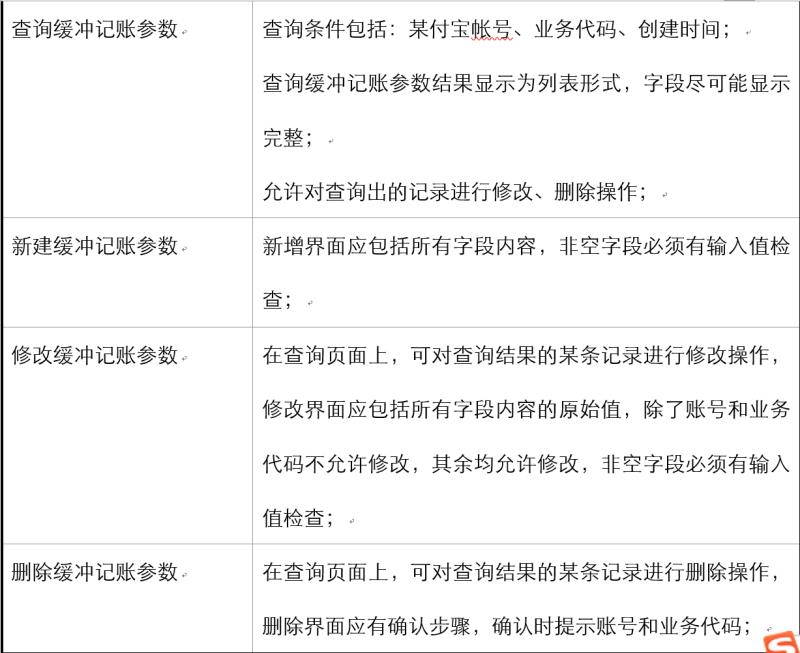 查询缓冲记账参数
查询条件包括：某付宝帐号、业务代码、创建时间；
查询缓冲记账参数结果显示为列表形式，字段尽可能显示
完整；
允许对查询出的记录进行修改、删除操作；
新建缓冲记账参数
新增界面应包括所有字段内容，非空字段必须有输入值检
查；
修改缓冲记账参数
在查询页面上，可对查询结果的某条记录进行修改操作，
修改界面应包括所有字段内容的原始值，除了账号和业务
代码不允许修改，其余均允许修改，非空字段必须有输入
值检查；
删除缓冲记账参数
在查询页面上，可对查询结果的某条记录进行删除操作，
删除界面应有确认步骤，确认时提示账号和业务代码；